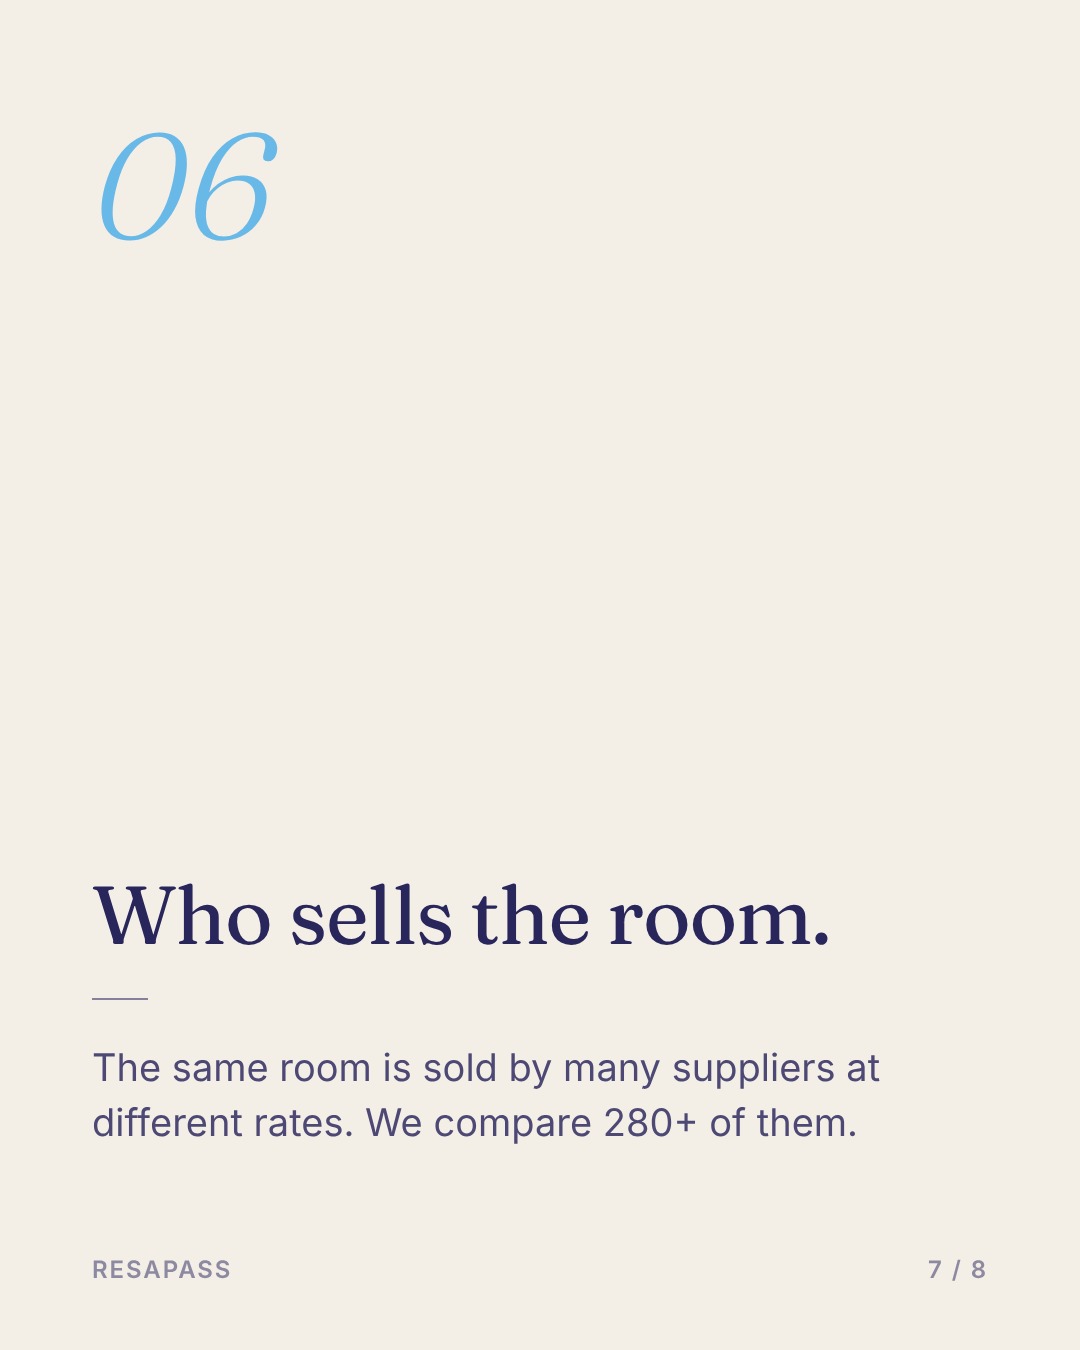 06
Who sells the room.
The same room is sold by many suppliers at
different rates. We compare 280+ of them.
RESAPASS
7 / 8